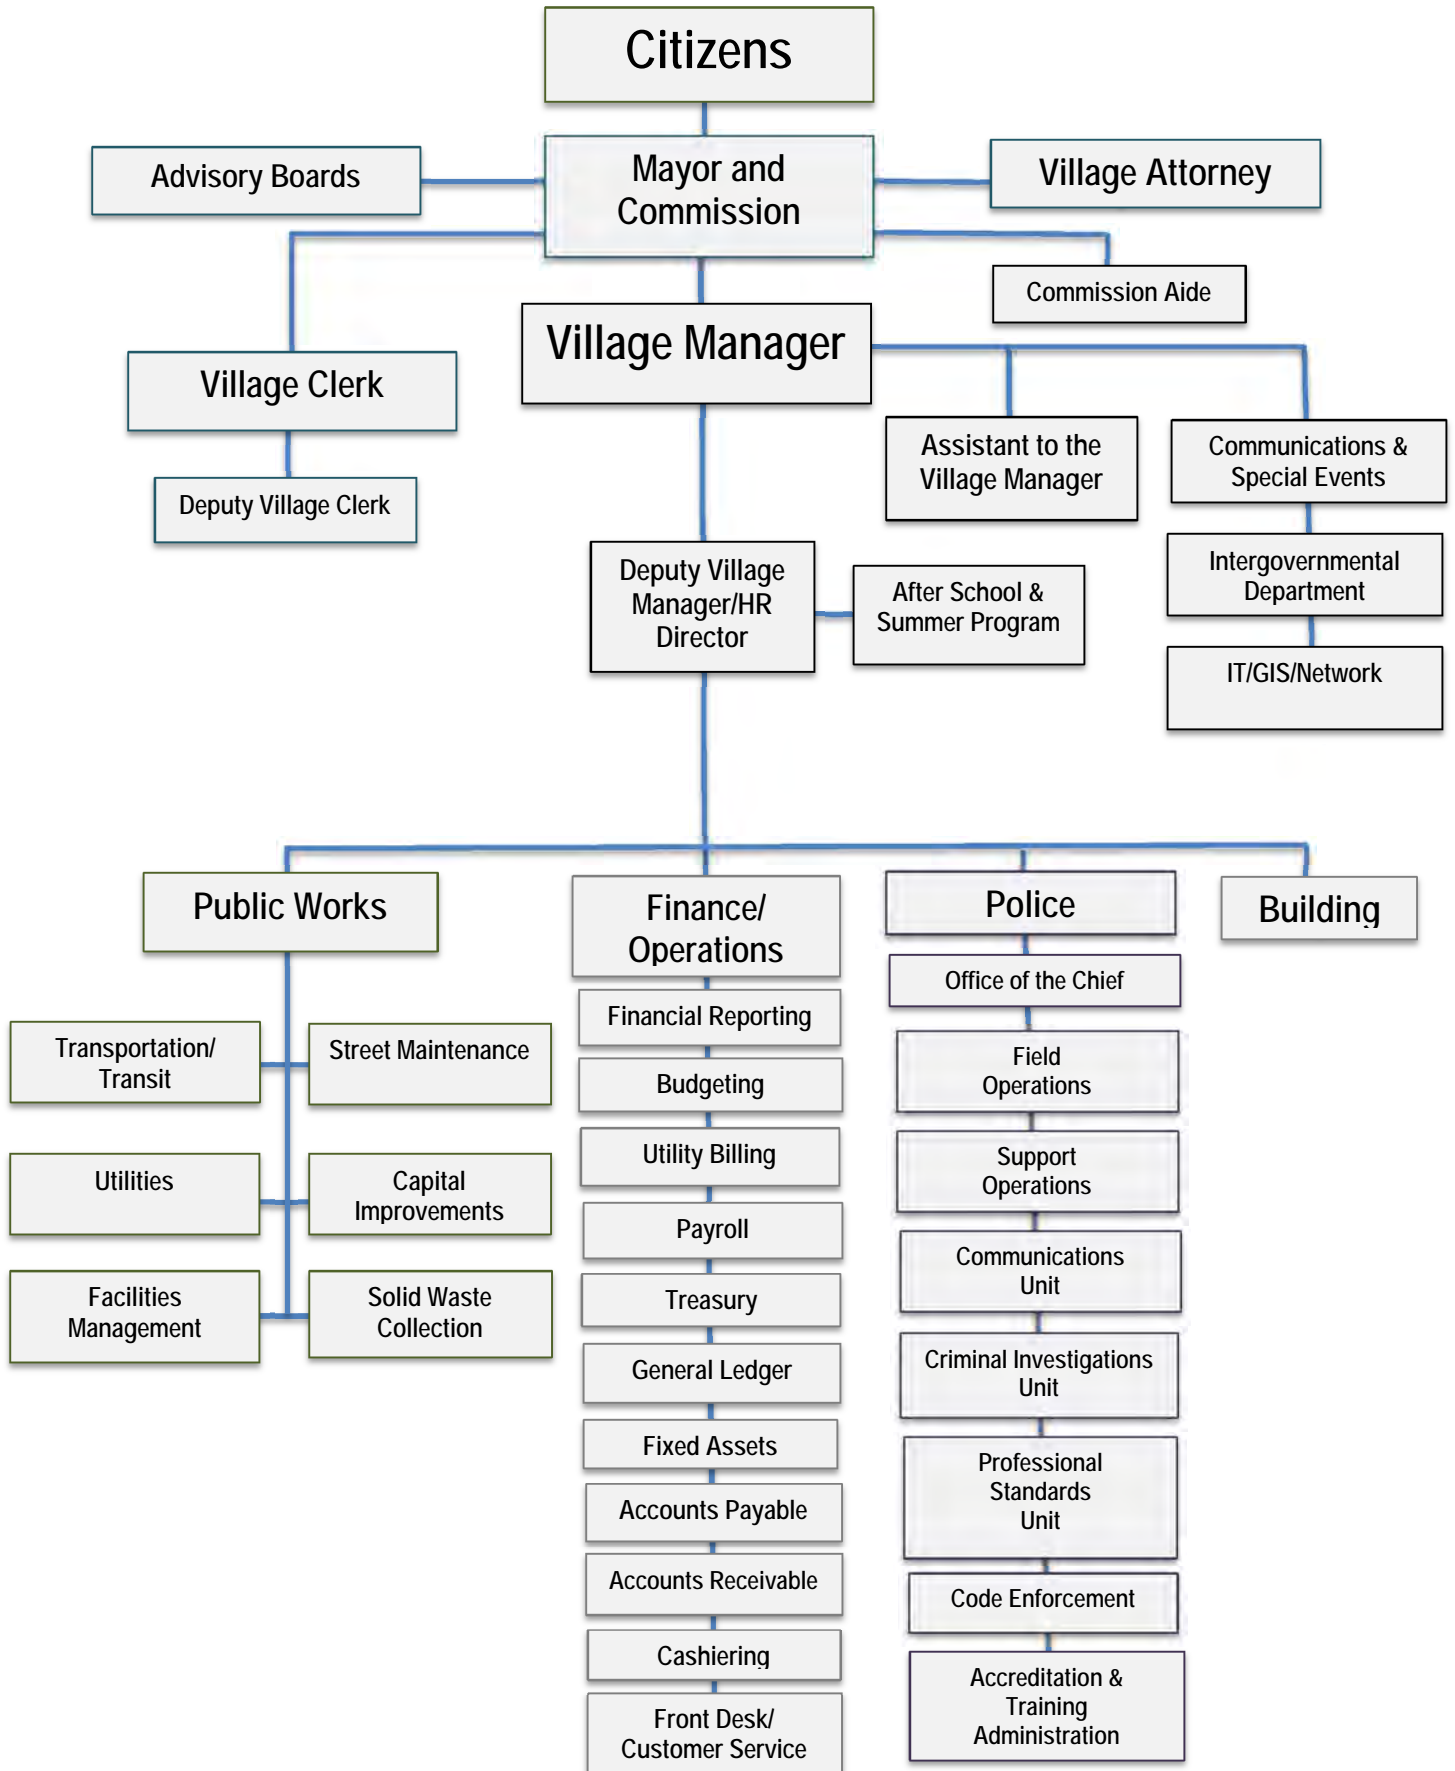 Citizens
Advisory Boards
Mayor and
Commission
Village Attorney
Commission Aide
Village Manager
Village Clerk
Deputy Village Clerk
Assistant to the
Village Manager
Communications &
Special Events
Intergovernmental
Department
IT/GIS/Network
Deputy Village
Manager/HR
Director
After School &
Summer Program
Public Works
Transportation/
Transit
Street Maintenance
Utilities
Capital
Improvements
Facilities
Management
Solid Waste
Collection
Finance/
Operations
Financial Reporting
Budgeting
Utility Billing
Payroll
Treasury
General Ledger
Fixed Assets
Accounts Payable
Accounts Receivable
Cashiering
Front Desk/
Customer Service
Police
Office of the Chief
Field
Operations
Support
Operations
Communications
Unit
Criminal Investigations
Unit
Professional
Standards
Unit
Code Enforcement
Accreditation &
Training
Administration
Building